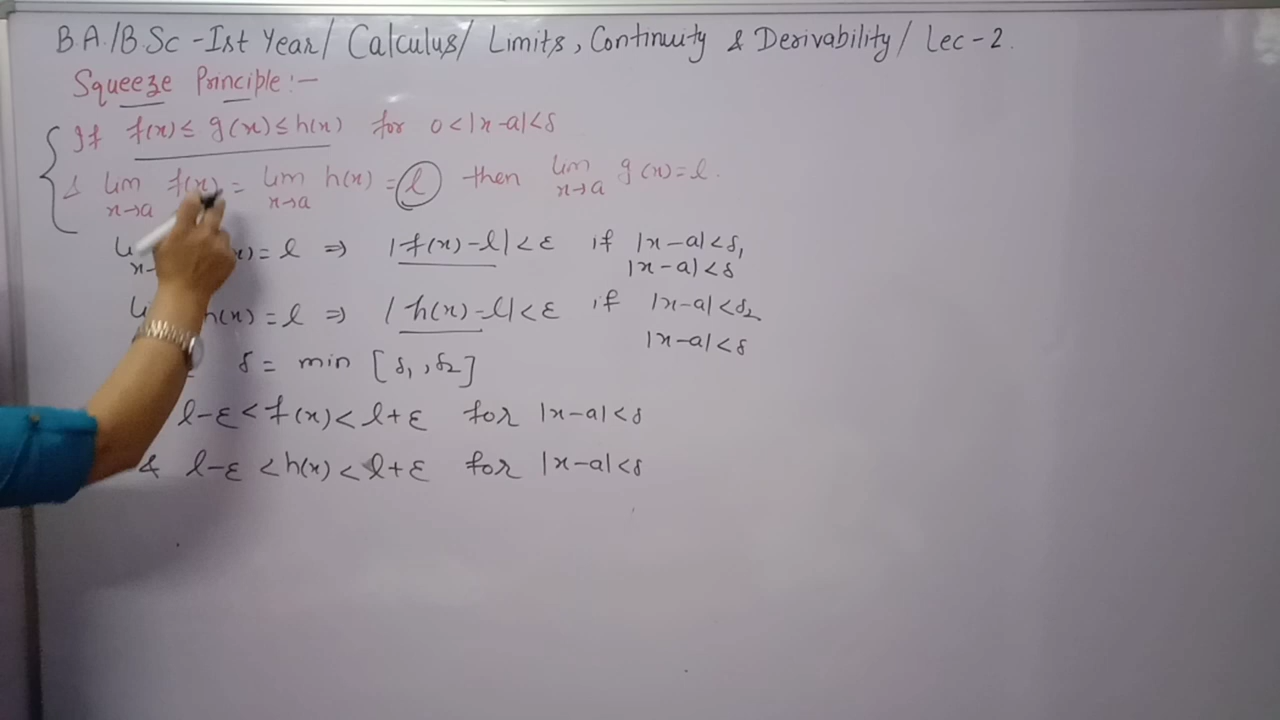 B.A./B.Sc - Ist Year / Calculus / Limits, Continuity & Derivability / Lec - 2.
Squeeze Principle :-
If f(x) ≤ g(x) ≤ h(x) for 0 < |x-a| < δ
& lim x→a f(x) = lim x→a h(x) = l then lim x→a g(x) = l.
(x) = l ⇒ |f(x) - l| < ε if |x-a| < δ₁
|x-a| < δ
h(x) = l ⇒ |h(x) - l| < ε if |x-a| < δ₂
|x-a| < δ
δ = min [δ₁, δ₂]
l-ε < f(x) < l+ε for |x-a| < δ
& l-ε < h(x) < l+ε for |x-a| < δ